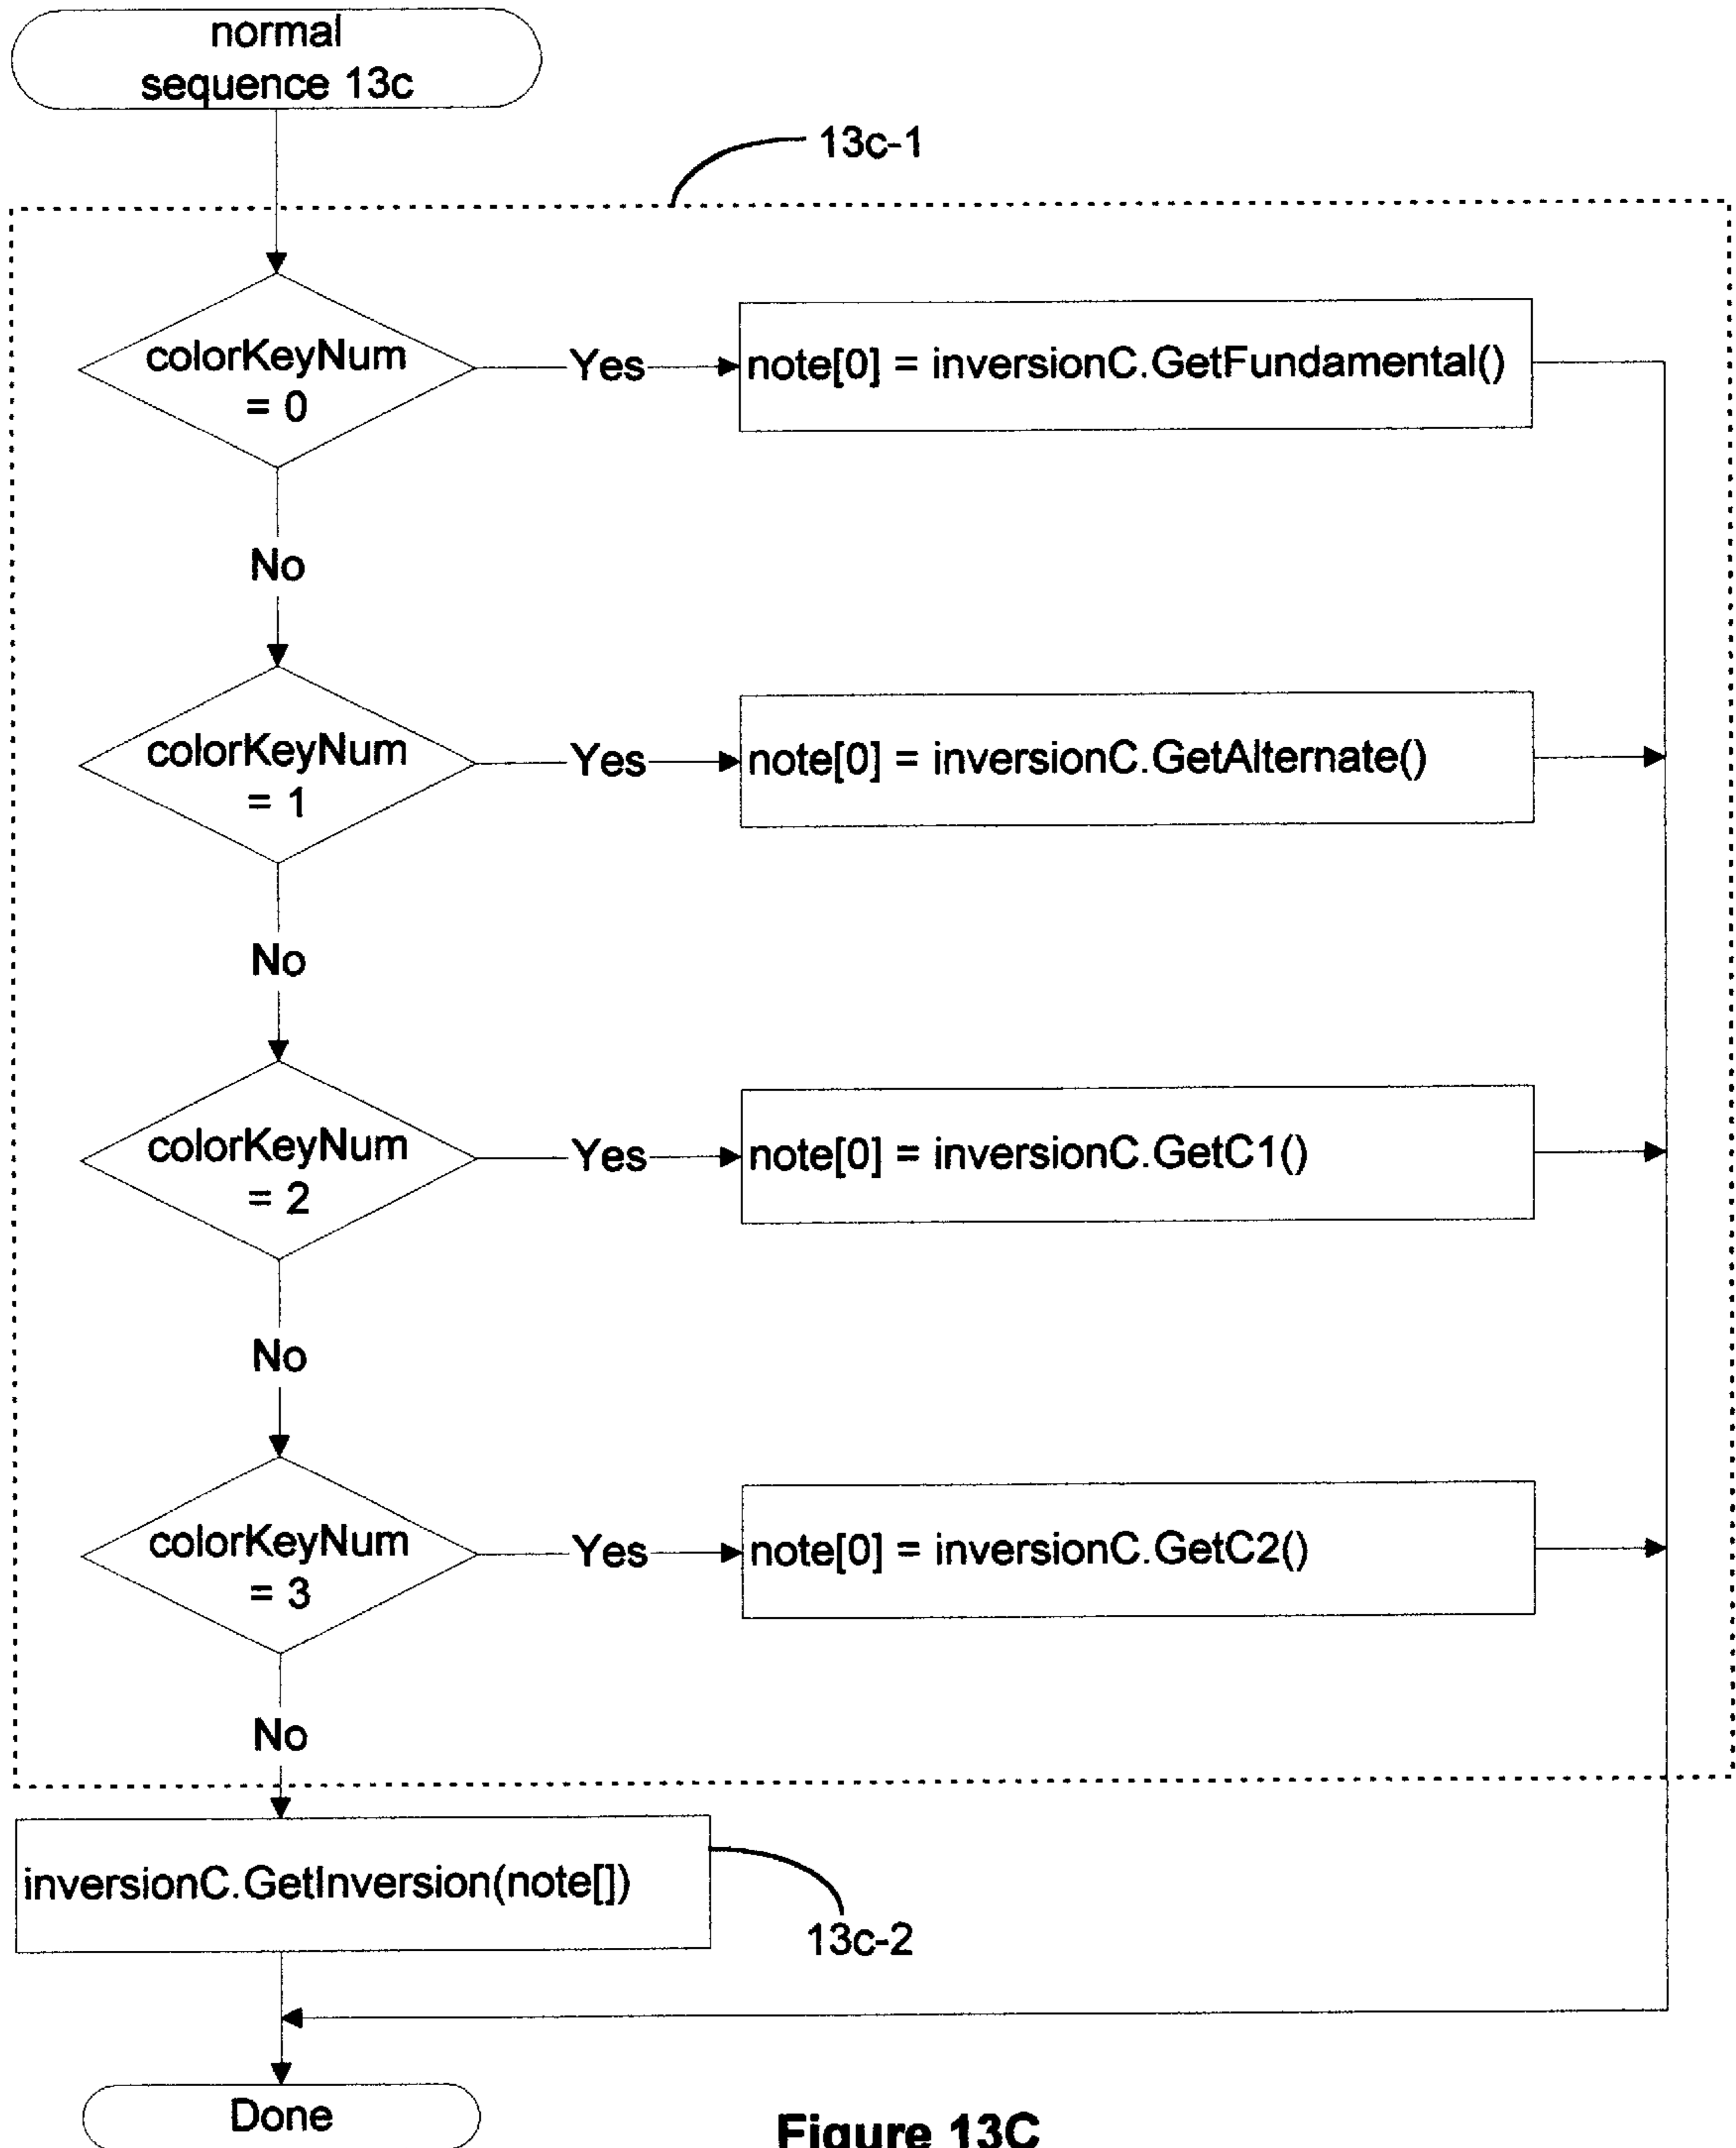 normal
sequence 13c
13c-1
colorKeyNum
= 0
Yes
note[0] = inversionC.GetFundamental()
No
colorKeyNum
= 1
Yes
note[0] = inversionC.GetAlternate()
No
colorKeyNum
= 2
Yes
note[0] = inversionC.GetC1()
No
colorKeyNum
= 3
Yes
note[0] = inversionC.GetC2()
No
inversionC.GetInversion(note[])
13c-2
Done
Figure 13C